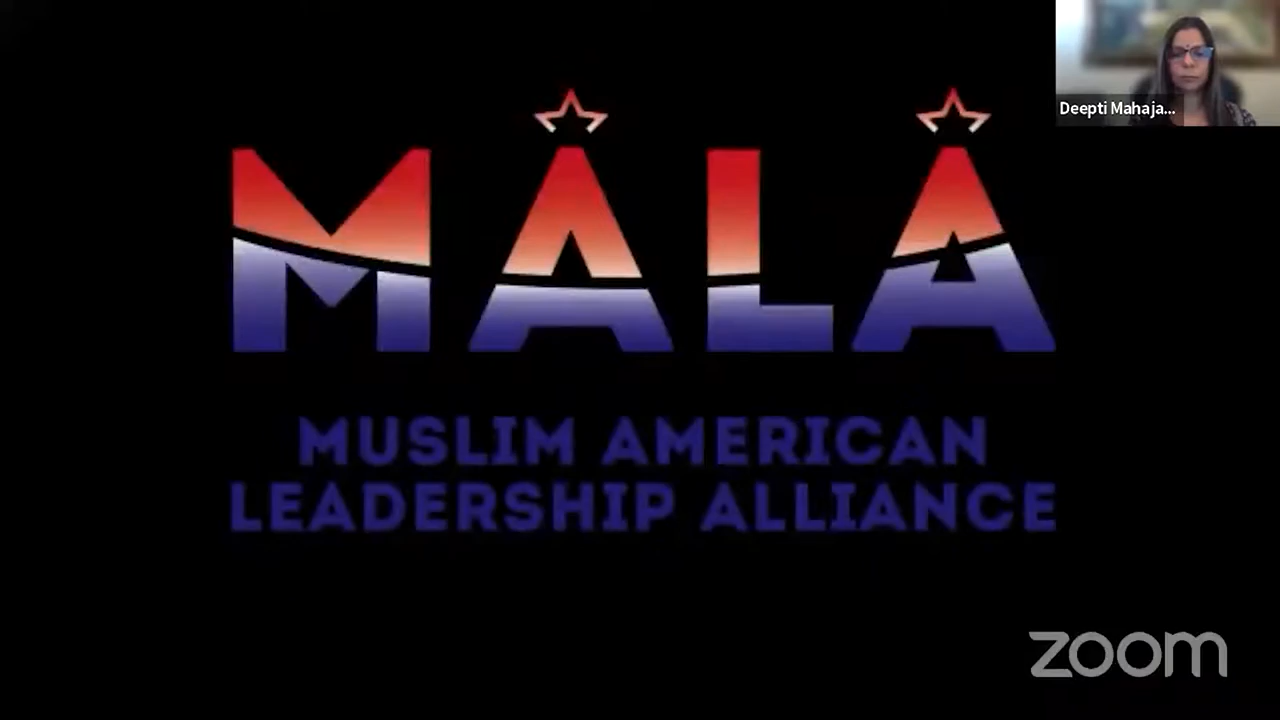 Deepti Mahaja...
MALA
MUSLIM AMERICAN
LEADERSHIP ALLIANCE
zoom